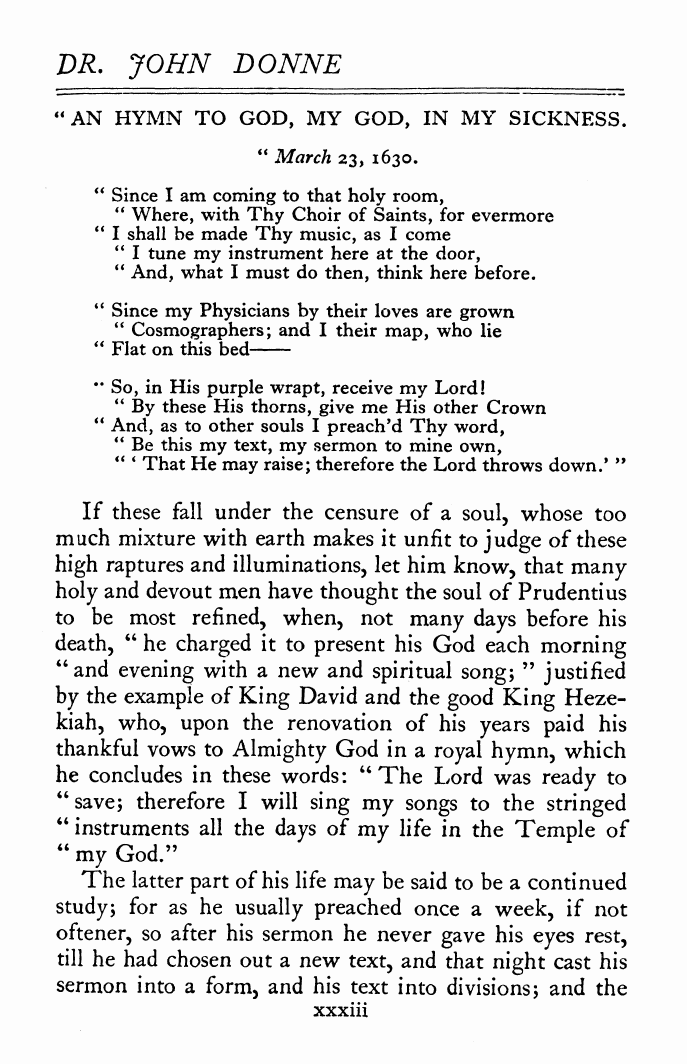 DR. JOHN DONNE
“ AN HYMN TO GOD, MY GOD, IN MY SICKNESS.
“ March 23, 1630.
“ Since I am coming to that holy room,
“ Where, with Thy Choir of Saints, for evermore
“ I shall be made Thy music, as I come
“ I tune my instrument here at the door,
“ And, what I must do then, think here before.
“ Since my Physicians by their loves are grown
“ Cosmographers; and I their map, who lie
“ Flat on this bed——
“ So, in His purple wrapt, receive my Lord!
“ By these His thorns, give me His other Crown
“ And, as to other souls I preach’d Thy word,
“ Be this my text, my sermon to mine own,
“ ‘ That He may raise; therefore the Lord throws down.’ ”
If these fall under the censure of a soul, whose too
much mixture with earth makes it unfit to judge of these
high raptures and illuminations, let him know, that many
holy and devout men have thought the soul of Prudentius
to be most refined, when, not many days before his
death, “ he charged it to present his God each morning
“ and evening with a new and spiritual song; ” justified
by the example of King David and the good King Heze-
kiah, who, upon the renovation of his years paid his
thankful vows to Almighty God in a royal hymn, which
he concludes in these words: “ The Lord was ready to
“ save; therefore I will sing my songs to the stringed
“ instruments all the days of my life in the Temple of
“ my God.”
The latter part of his life may be said to be a continued
study; for as he usually preached once a week, if not
oftener, so after his sermon he never gave his eyes rest,
till he had chosen out a new text, and that night cast his
sermon into a form, and his text into divisions; and the
xxxiii